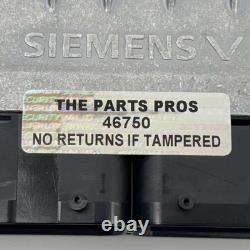 SIEMENS V
THE PARTS PROS
46750
NO RETURNS IF TAMPERED